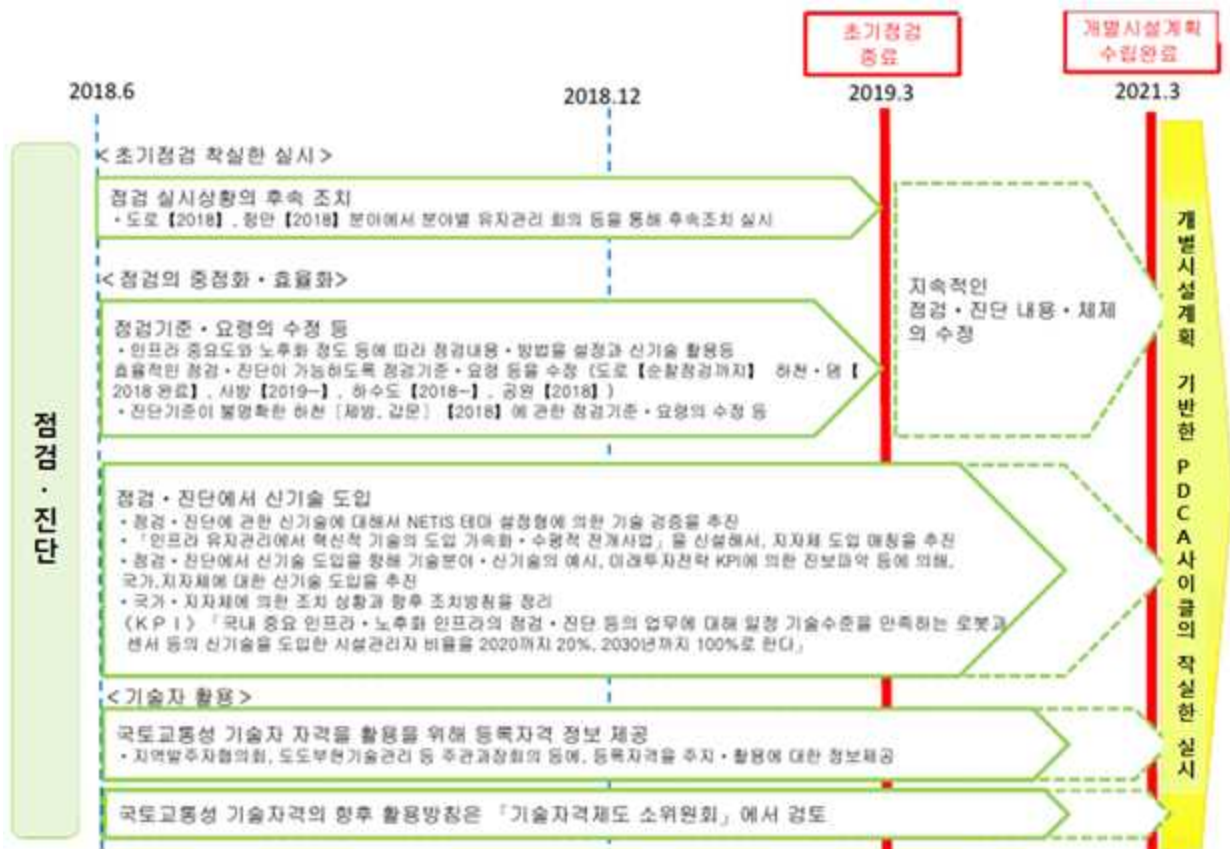 초기점검
종료
개별시설계획
수립완료
2018.6
2018.12
2019.3
2021.3
<초기점검 착실한 실시>
점검 실시상황의 후속 조치
・도로【2018】, 항만【2018】분야에서 분야별 유지관리 회의 등을 통해 후속조치 실시
<점검의 중점화・효율화>
점검기준・요령의 수정 등
・인프라 중요도와 노후화 정도 등에 따라 점검내용・방법을 설정과 신기술 활용등
효율적인 점검・진단이 가능하도록 점검기준・요령 등을 수정 (도로【순찰점검까지】 하천・댐【
2018 완료】, 사방【2019-】, 하수도【2018-】, 공원【2018】)
・진단기준이 불명확한 하천 [제방, 갑문]【2018】에 관한 점검기준・요령의 수정 등
지속적인
점검・진단 내용・체제
의 수정
점검・진단에서 신기술 도입
・점검・진단에 관한 신기술에 대해서 NETIS 테마 설정형에 의한 기술 검증을 추진
・「인프라 유지관리에서 혁신적 기술의 도입 가속화・수평적 전개사업」을 신설해서, 지자체 도입 매칭을 추진
・점검・진단에서 신기술 도입을 향해 기술분야・신기술의 예시, 미래투자전략 KPI에 의한 진보파악 등에 의해,
국가,지자체에 대한 신기술 도입을 추진
・국가・지자체에 의한 조치 상황과 향후 조치방침을 정리
《KPI》「국내 중요 인프라・노후화 인프라의 점검・진단 등의 업무에 대해 일정 기술수준을 만족하는 로봇과
센서 등의 신기술을 도입한 시설관리자 비율을 2020까지 20%, 2030년까지 100%로 한다」
<기술자 활용>
국토교통성 기술자 자격을 활용을 위해 등록자격 정보 제공
・지역발주자협의회, 도도부현기술관리 등 주관과장회의 등에, 등록자격을 주지・활용에 대한 정보제공
국토교통성 기술자격의 향후 활용방침은 「기술자격제도 소위원회」에서 검토
점검・진단
개별시설계획 기반한 PDCA사이클의 착실한 실시